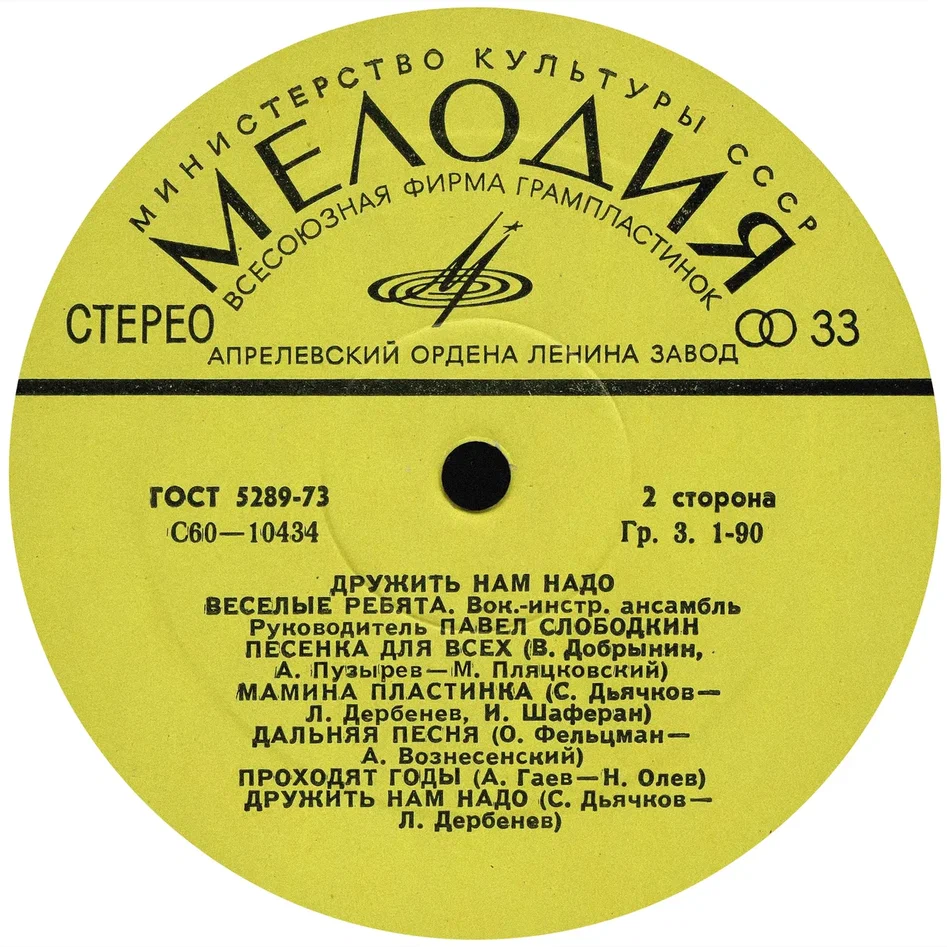 МИНИСТЕРСТВО КУЛЬТУРЫ СССР
МЕЛОДИЯ
ВСЕСОЮЗНАЯ ФИРМА ГРАМПЛАСТИНОК
СТЕРЕО
33
АПРЕЛЕВСКИЙ ОРДЕНА ЛЕНИНА ЗАВОД
ГОСТ 5289-73
2 сторона
С60—10434
Гр. 3. 1-90
ДРУЖИТЬ НАМ НАДО
ВЕСЕЛЫЕ РЕБЯТА. Вок.-инстр. ансамбль
Руководитель ПАВЕЛ СЛОБОДКИН
ПЕСЕНКА ДЛЯ ВСЕХ (В. Добрынин,
А. Пузырев—М. Пляцковский)
МАМИНА ПЛАСТИНКА (С. Дьячков—
Л. Дербенев, И. Шаферан)
ДАЛЬНЯЯ ПЕСНЯ (О. Фельцман—
А. Вознесенский)
ПРОХОДЯТ ГОДЫ (А. Гаев—Н. Олев)
ДРУЖИТЬ НАМ НАДО (С. Дьячков—
Л. Дербенев)